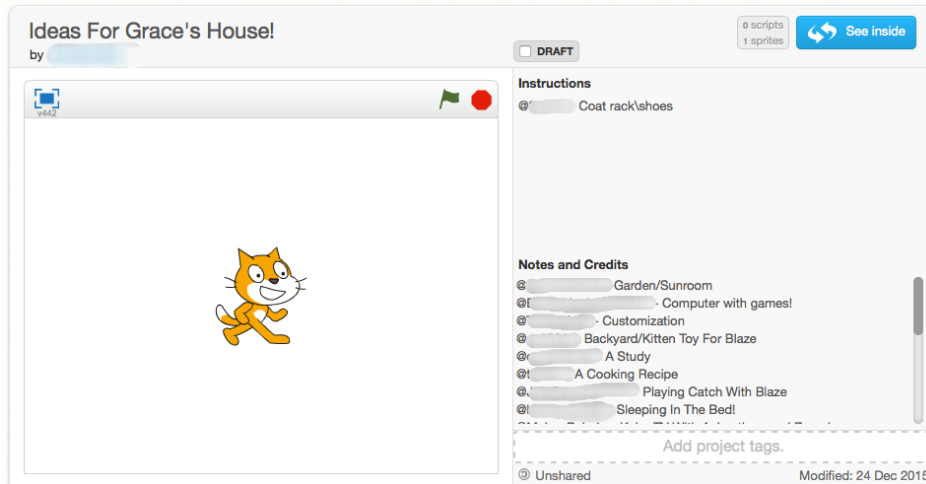 Ideas For Grace's House!
by
DRAFT
0 scripts
1 sprites
See inside
v442
Instructions
@ Coat rack\shoes
Notes and Credits
@ Garden/Sunroom
@ - Computer with games!
@ - Customization
@ Backyard/Kitten Toy For Blaze
@ A Study
@ A Cooking Recipe
@ Playing Catch With Blaze
@ Sleeping In The Bed!
Add project tags.
Unshared
Modified: 24 Dec 2015